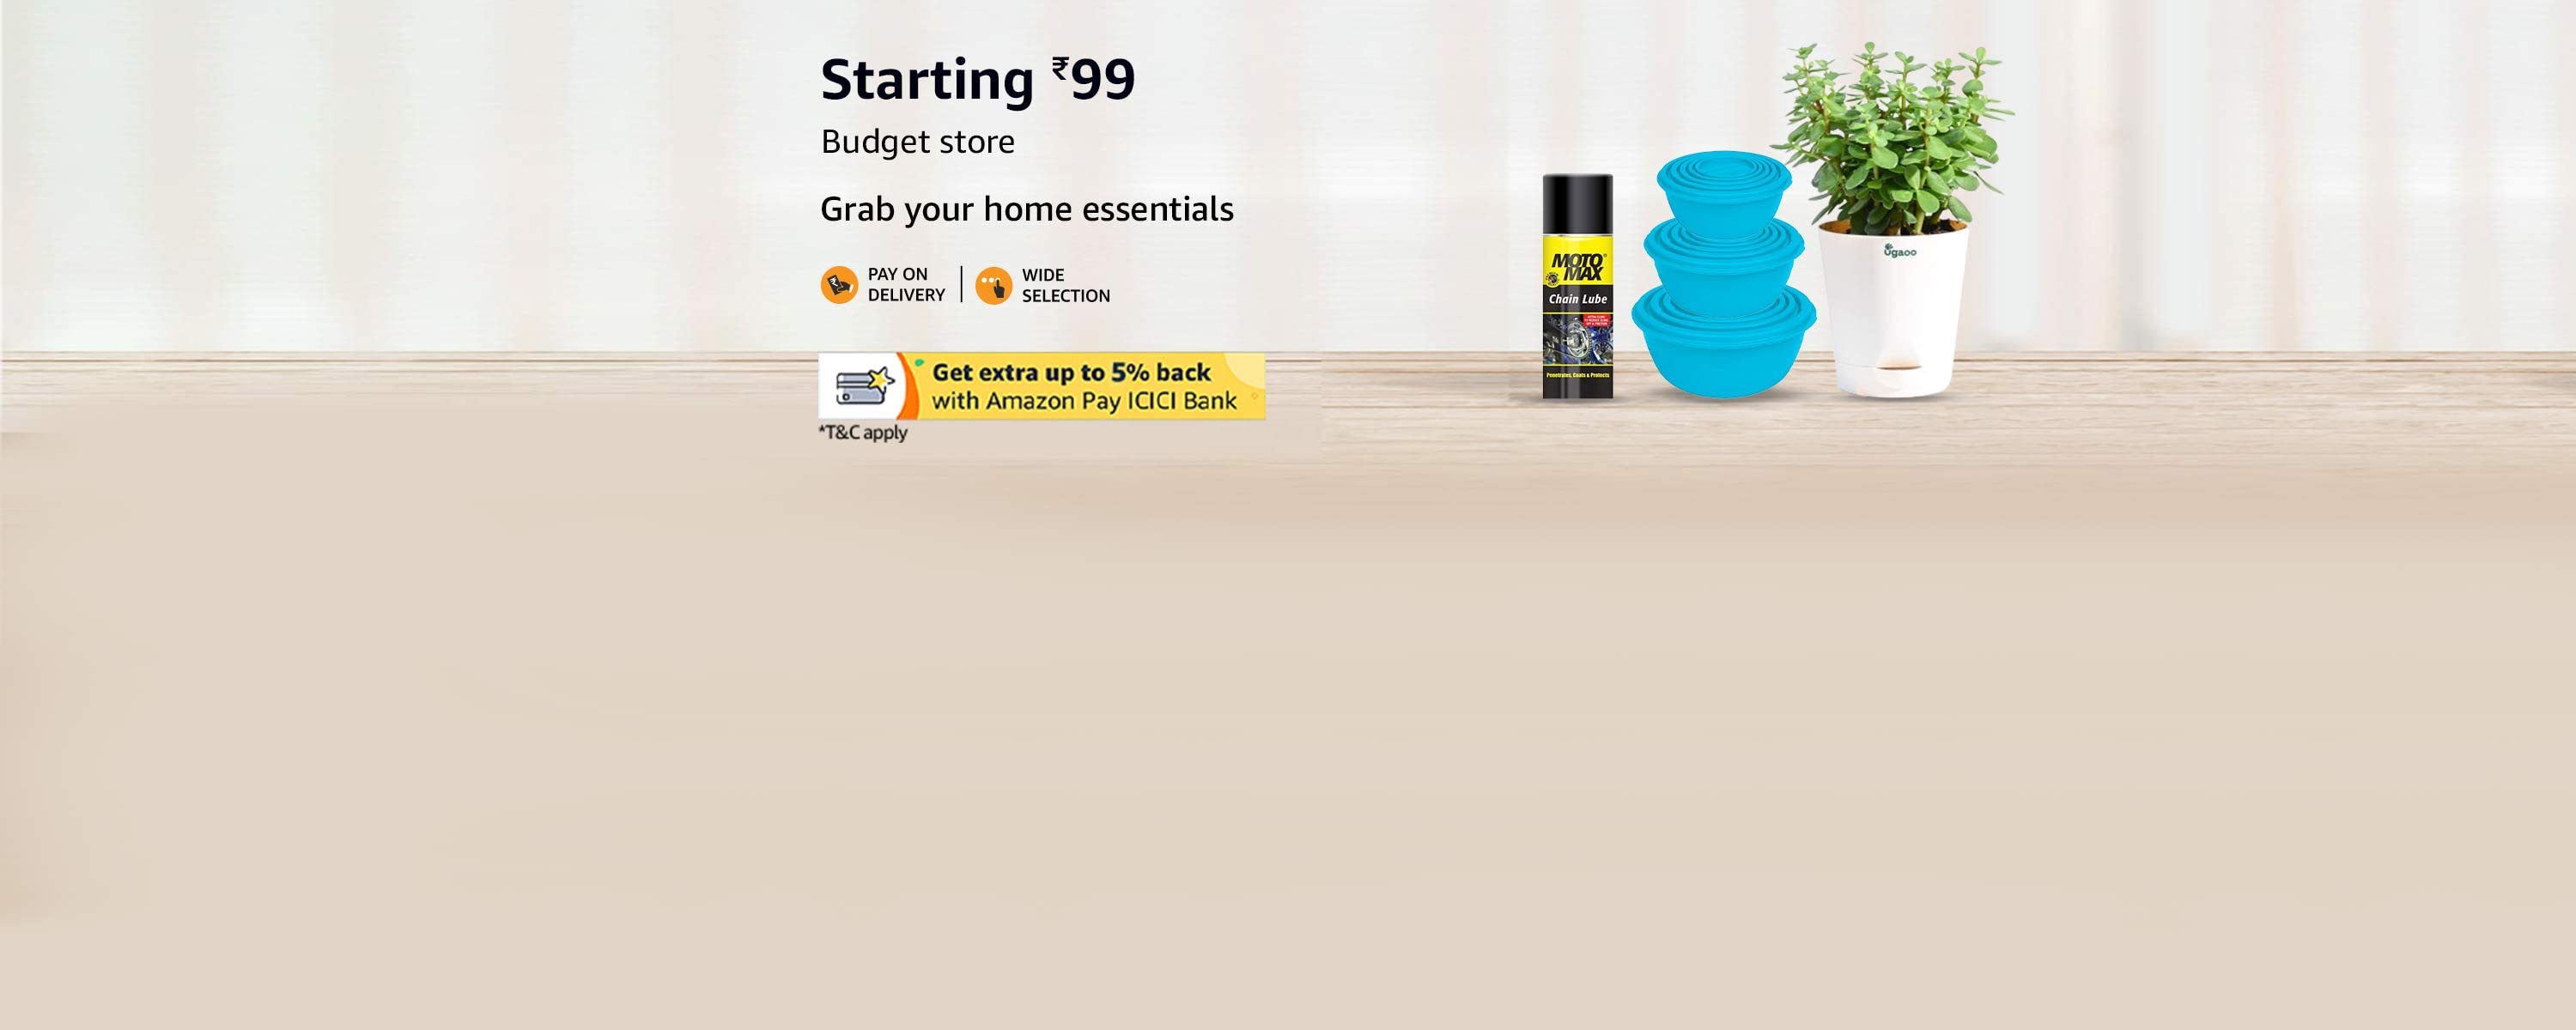 Starting ₹99
Budget store
Grab your home essentials
PAY ON
DELIVERY
WIDE
SELECTION
Get extra up to 5% back
with Amazon Pay ICICI Bank
*T&C apply
MOTO
MAX
Chain Lube
Penetrates, Coats & Protects
Ugaoo